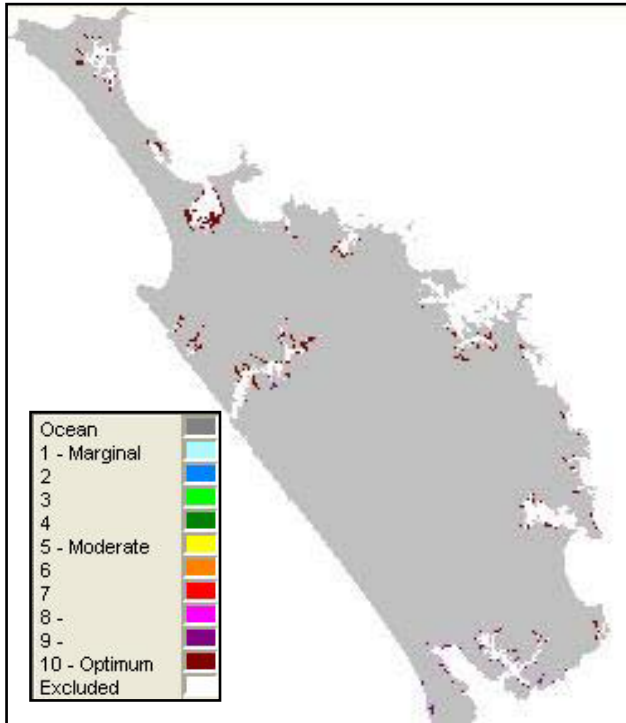 Ocean
1 - Marginal
2
3
4
5 - Moderate
6
7
8 -
9 -
10 - Optimum
Excluded